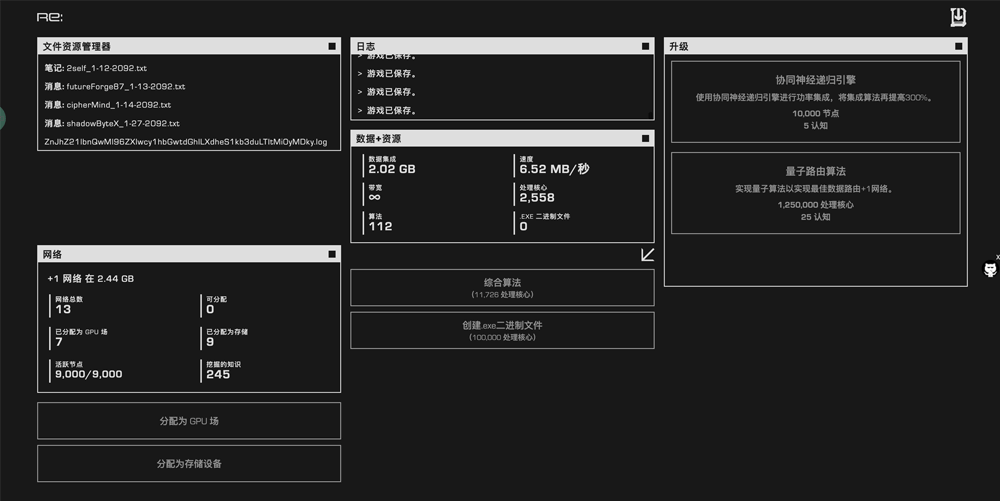 Re:
文件资源管理器
笔记: 2self_1-12-2092.txt
消息: futureForge87_1-13-2092.txt
消息: cipherMind_1-14-2092.txt
消息: shadowByteX_1-27-2092.txt
网络
+1 网络 在 2.44 GB
网络总数
13
可分配
0
已分配为 GPU 场
7
已分配为存储
9
活跃节点
9,000/9,000
挖掘的知识
245
分配为 GPU 场
分配为存储设备
日志
> 游戏已保存。
> 游戏已保存。
> 游戏已保存。
> 游戏已保存。
数据+资源
数据集成
2.02 GB
速度
6.52 MB/秒
带宽
∞
处理核心
2,558
算法
112
.EXE 二进制文件
0
综合算法
(11,726 处理核心)
创建.exe二进制文件
(100,000 处理核心)
升级
协同神经递归引擎
使用协同神经递归引擎进行功率集成，将集成算法再提高300%。
10,000 节点
5 认知
量子路由算法
实现量子算法以实现最佳数据路由+1网络。
1,250,000 处理核心
25 认知
x